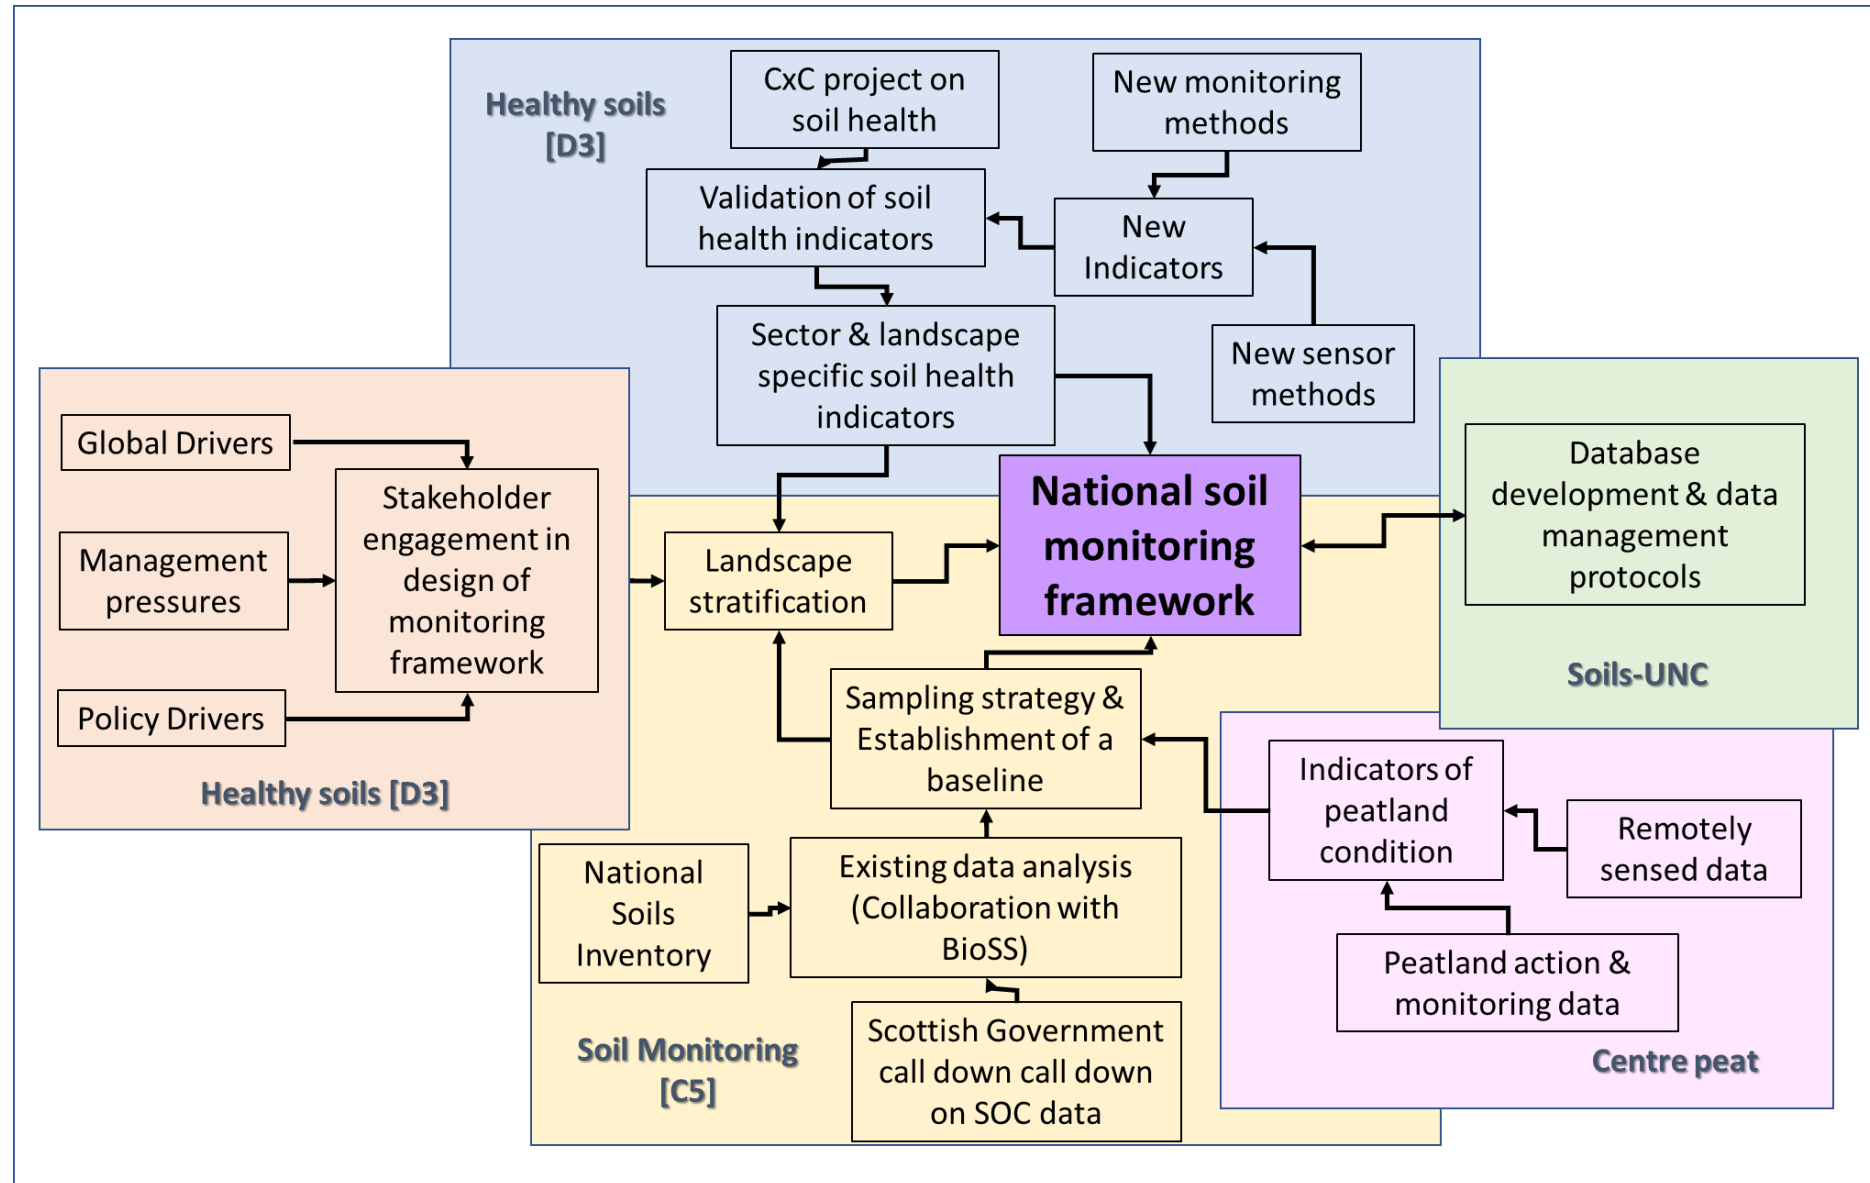 Healthy soils
[D3]
CxC project on
soil health
New monitoring
methods
Validation of soil
health indicators
New
Indicators
Sector & landscape
specific soil health
indicators
New sensor
methods
Global Drivers
Management
pressures
Policy Drivers
Stakeholder
engagement in
design of
monitoring
framework
Healthy soils [D3]
Landscape
stratification
National soil
monitoring
framework
Database
development & data
management
protocols
Soils-UNC
Sampling strategy &
Establishment of a
baseline
Indicators of
peatland
condition
Remotely
sensed data
Peatland action &
monitoring data
Centre peat
National
Soils
Inventory
Existing data analysis
(Collaboration with
BioSS)
Scottish Government
call down call down
on SOC data
Soil Monitoring
[C5]